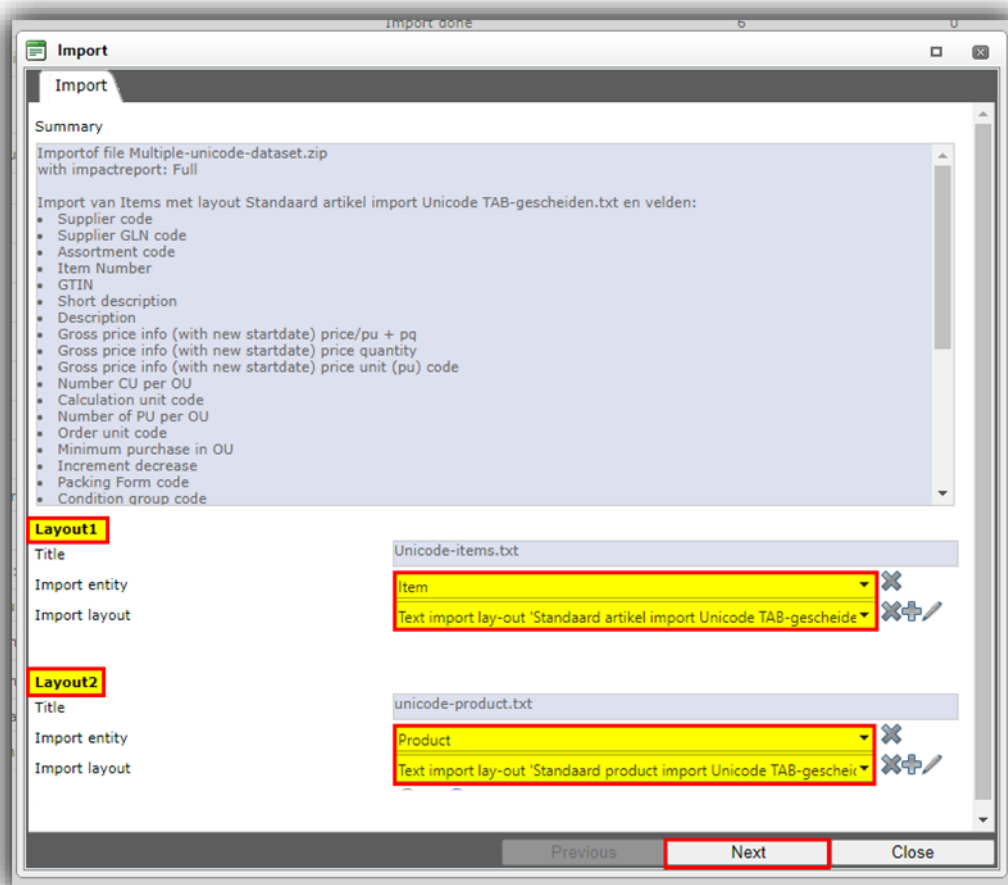 Import done 6 0
Import
Import
Summary
Importof file Multiple-unicode-dataset.zip
with impactreport: Full
Import van Items met layout Standaard artikel import Unicode TAB-gescheiden.txt en velden:
• Supplier code
• Supplier GLN code
• Assortment code
• Item Number
• GTIN
• Short description
• Description
• Gross price info (with new startdate) price/pu + pq
• Gross price info (with new startdate) price quantity
• Gross price info (with new startdate) price unit (pu) code
• Number CU per OU
• Calculation unit code
• Number of PU per OU
• Order unit code
• Minimum purchase in OU
• Increment decrease
• Packing Form code
• Condition group code
Layout1
Title Unicode-items.txt
Import entity Item
Import layout Text import lay-out 'Standaard artikel import Unicode TAB-gescheide
Layout2
Title unicode-product.txt
Import entity Product
Import layout Text import lay-out 'Standaard product import Unicode TAB-gescheid
Previous Next Close